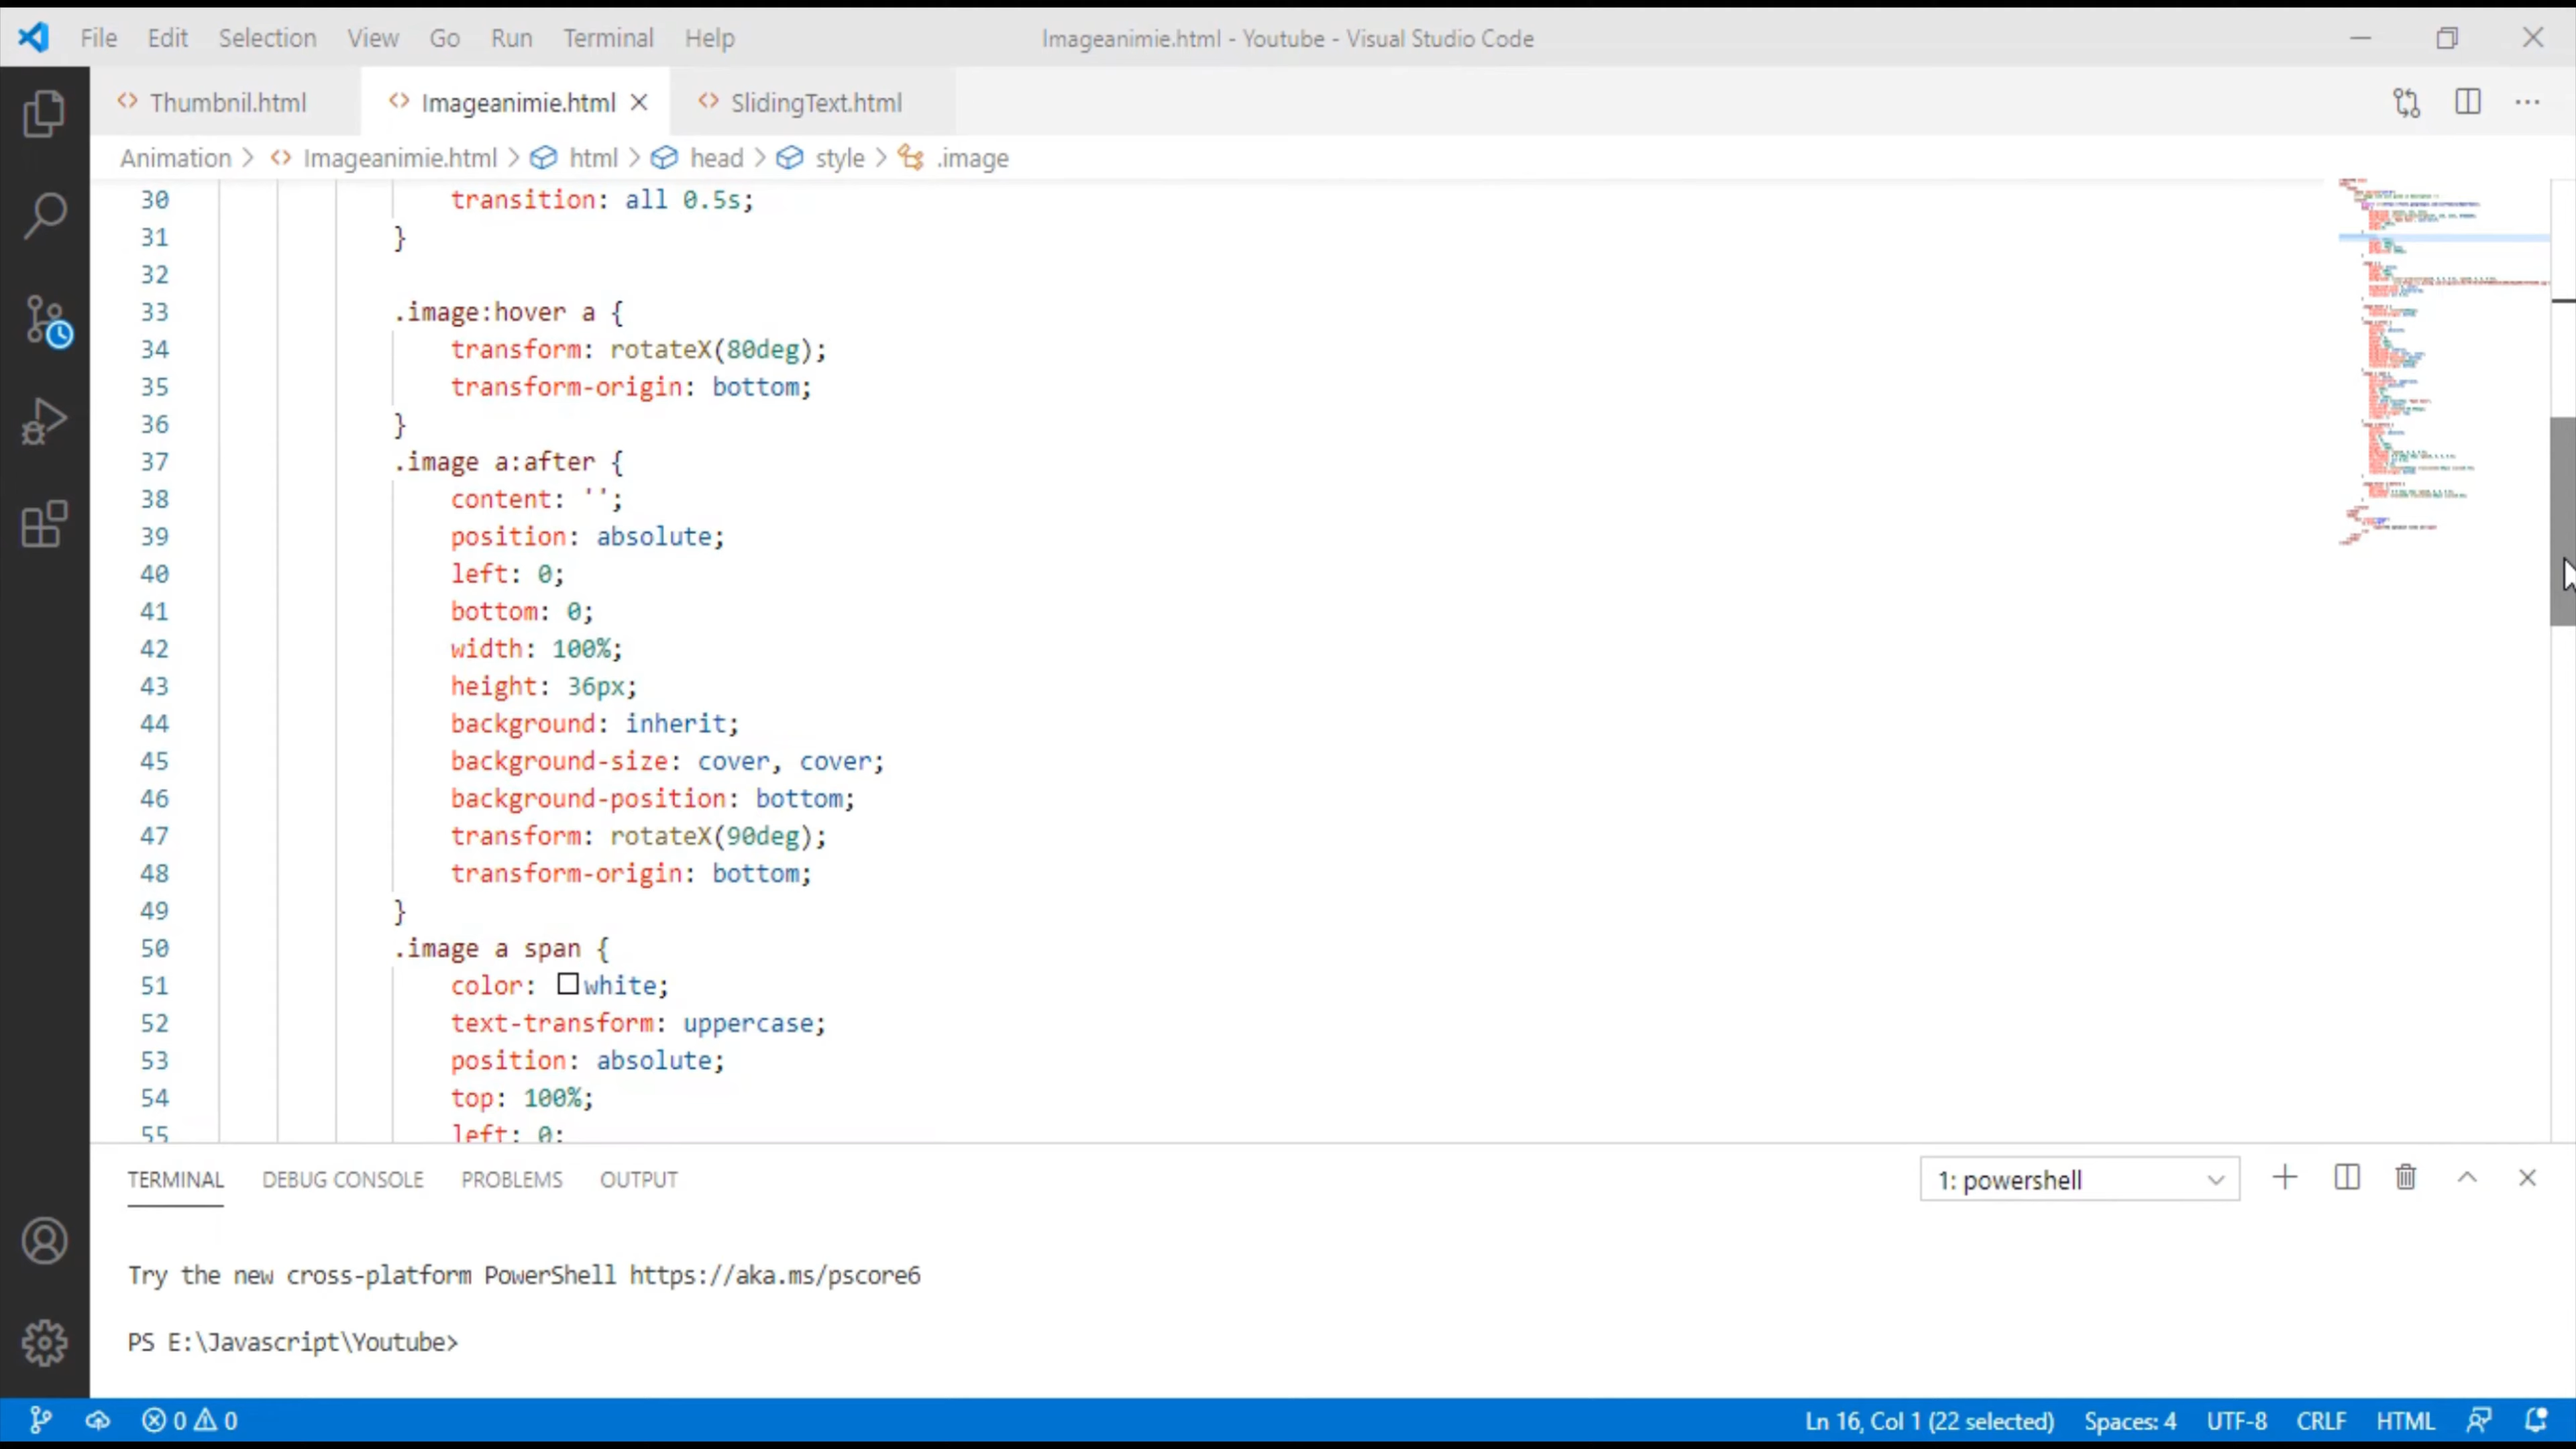 File Edit Selection View Go Run Terminal Help Imageanimie.html - Youtube - Visual Studio Code
Thumbnil.html Imageanimie.html SlidingText.html
Animation > Imageanimie.html > html > head > style > .image
30 transition: all 0.5s;
31 }
32
33 .image:hover a {
34 transform: rotateX(80deg);
35 transform-origin: bottom;
36 }
37 .image a:after {
38 content: '';
39 position: absolute;
40 left: 0;
41 bottom: 0;
42 width: 100%;
43 height: 36px;
44 background: inherit;
45 background-size: cover, cover;
46 background-position: bottom;
47 transform: rotateX(90deg);
48 transform-origin: bottom;
49 }
50 .image a span {
51 color: white;
52 text-transform: uppercase;
53 position: absolute;
54 top: 100%;
55 left: 0;
TERMINAL DEBUG CONSOLE PROBLEMS OUTPUT 1: powershell
Try the new cross-platform PowerShell https://aka.ms/pscore6
PS E:\Javascript\Youtube>
0 0 Ln 16, Col 1 (22 selected) Spaces: 4 UTF-8 CRLF HTML